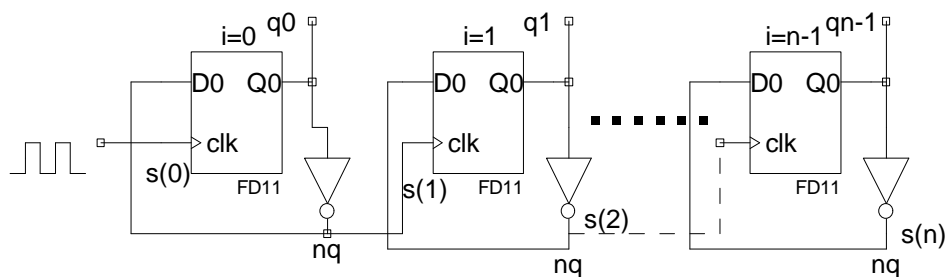 q0
q1
qn-1
i=0
i=1
i=n-1
D0 Q0
D0 Q0
D0 Q0
clk
clk
clk
s(0)
FD11
s(1)
FD11
s(2)
FD11
s(n)
nq
nq
nq